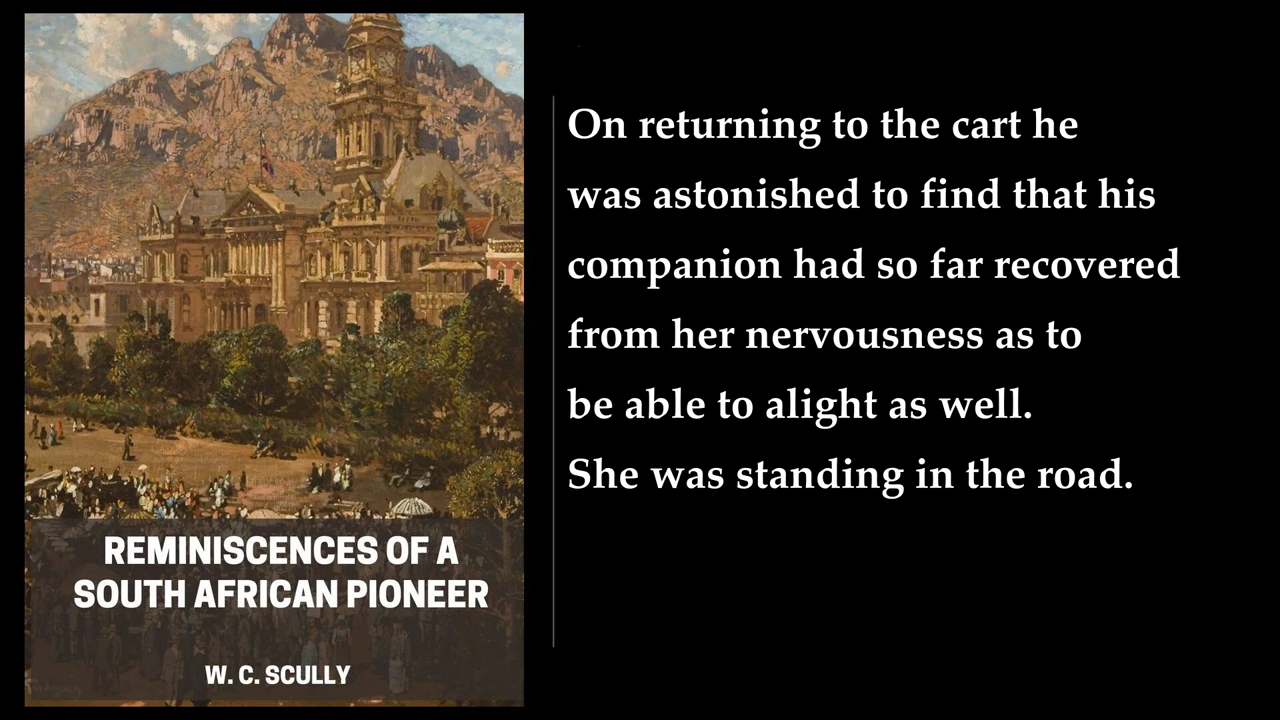 On returning to the cart he
was astonished to find that his
companion had so far recovered
from her nervousness as to
be able to alight as well.
She was standing in the road.
REMINISCENCES OF A
SOUTH AFRICAN PIONEER
W. C. SCULLY